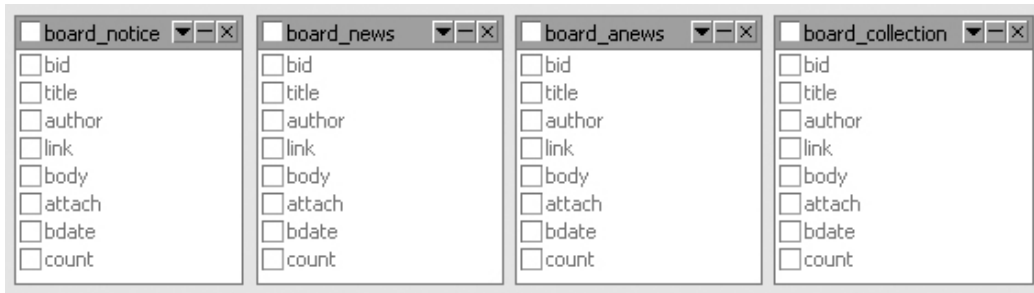 board_notice
bid
title
author
link
body
attach
bdate
count
board_news
bid
title
author
link
body
attach
bdate
count
board_anews
bid
title
author
link
body
attach
bdate
count
board_collection
bid
title
author
link
body
attach
bdate
count